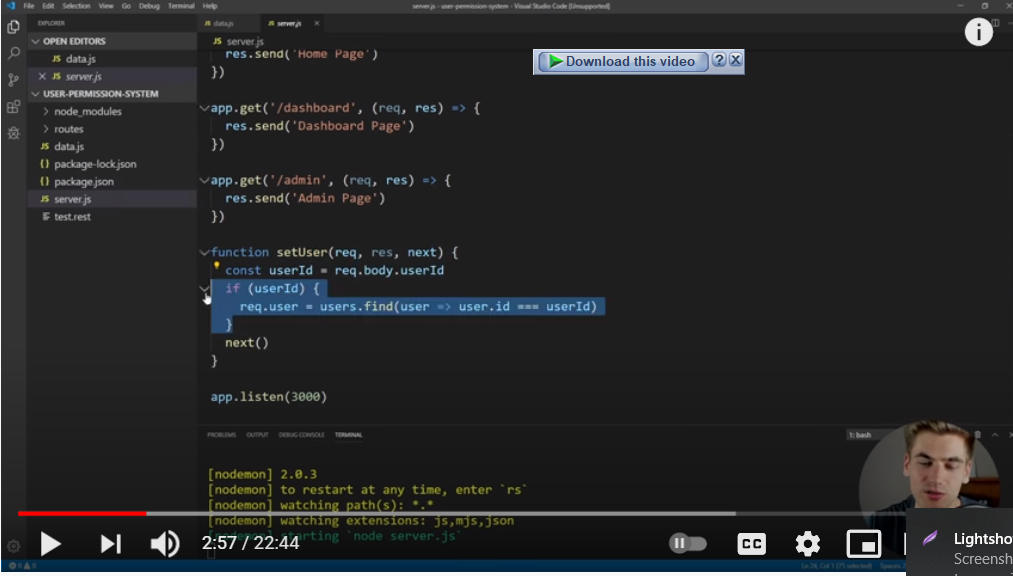 File Edit Selection View Go Debug Terminal Help
server.js - user-permission-system - Visual Studio Code [Unsupported]
EXPLORER
OPEN EDITORS
JS data.js
JS server.js
USER-PERMISSION-SYSTEM
node_modules
routes
JS data.js
{} package-lock.json
{} package.json
JS server.js
test.rest
JS data.js
JS server.js
JS server.js
Download this video
?
X
i
res.send('Home Page')
})
app.get('/dashboard', (req, res) => {
res.send('Dashboard Page')
})
app.get('/admin', (req, res) => {
res.send('Admin Page')
})
function setUser(req, res, next) {
const userId = req.body.userId
if (userId) {
req.user = users.find(user => user.id === userId)
}
next()
}
app.listen(3000)
PROBLEMS OUTPUT DEBUG CONSOLE TERMINAL
1: bash
[nodemon] 2.0.3
[nodemon] to restart at any time, enter `rs`
[nodemon] watching path(s): *.*
[nodemon] watching extensions: js,mjs,json
starting `node server.js`
2:57 / 22:44
CC
Lightsho
Screensh